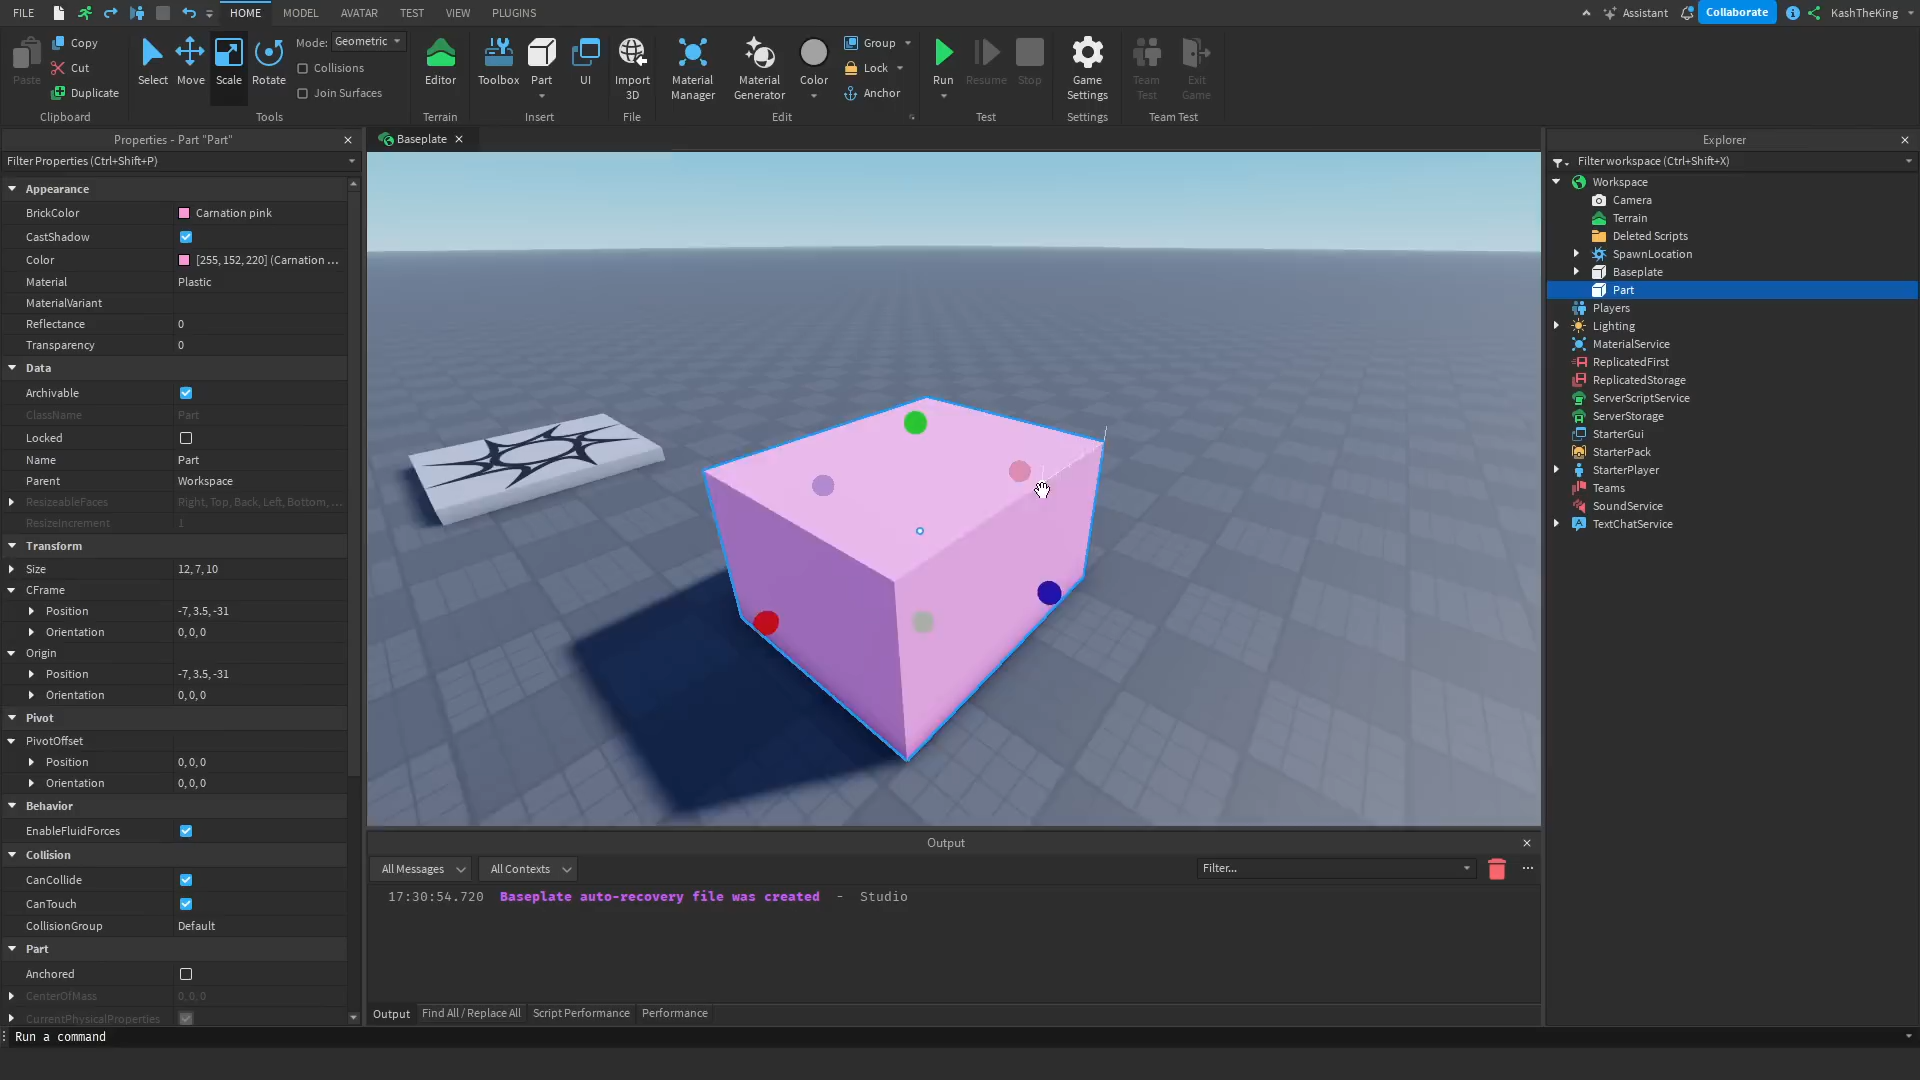 FILE HOME MODEL AVATAR TEST VIEW PLUGINS Assistant Collaborate KashTheKing
Paste Copy Cut Duplicate Clipboard
Select Move Scale Rotate Mode: Geometric Collisions Join Surfaces Tools
Editor Terrain
Toolbox Part UI Insert
Import 3D File
Material Manager Material Generator Color Group Lock Anchor Edit
Run Resume Stop Test
Game Settings Settings
Team Test Exit Game Team Test
Properties - Part "Part"
Filter Properties (Ctrl+Shift+P)
Appearance
BrickColor Carnation pink
CastShadow
Color [255, 152, 220] (Carnation ...
Material Plastic
MaterialVariant
Reflectance 0
Transparency 0
Data
Archivable
ClassName Part
Locked
Name Part
Parent Workspace
ResizeableFaces Right, Top, Back, Left, Bottom, ...
ResizeIncrement 1
Transform
Size 12, 7, 10
CFrame
Position -7, 3.5, -31
Orientation 0, 0, 0
Origin
Position -7, 3.5, -31
Orientation 0, 0, 0
Pivot
PivotOffset
Position 0, 0, 0
Orientation 0, 0, 0
Behavior
EnableFluidForces
Collision
CanCollide
CanTouch
CollisionGroup Default
Part
Anchored
CenterOfMass 0, 0, 0
CurrentPhysicalProperties
Baseplate
Output
All Messages All Contexts Filter...
17:30:54.720 Baseplate auto-recovery file was created - Studio
Output Find All / Replace All Script Performance Performance
Explorer
Filter workspace (Ctrl+Shift+X)
Workspace
Camera
Terrain
Deleted Scripts
SpawnLocation
Baseplate
Part
Players
Lighting
MaterialService
ReplicatedFirst
ReplicatedStorage
ServerScriptService
ServerStorage
StarterGui
StarterPack
StarterPlayer
Teams
SoundService
TextChatService
Run a command